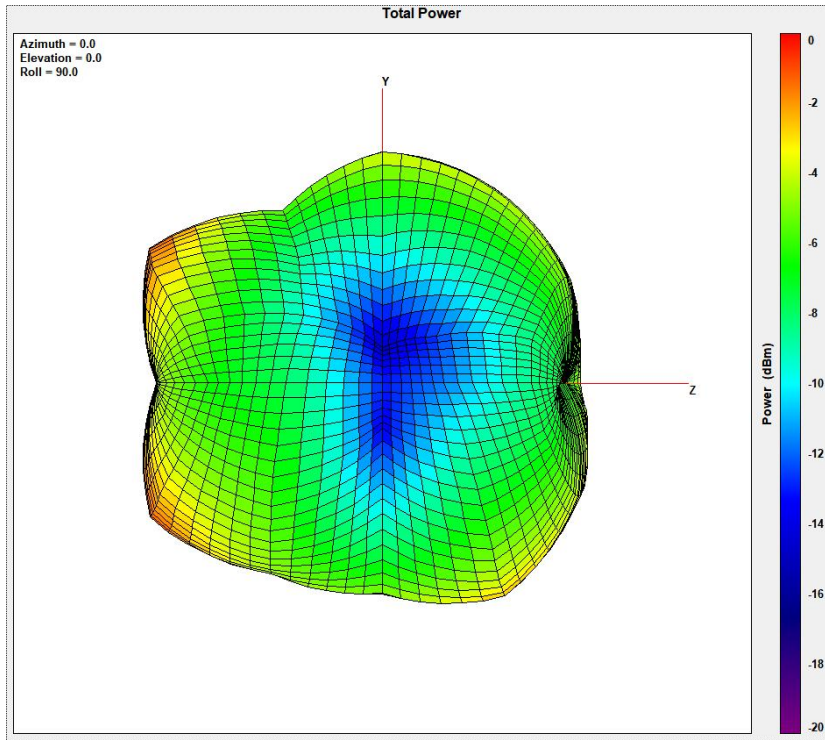 Total Power
Azimuth = 0.0
Elevation = 0.0
Roll = 90.0
Y
Z
0
-2
-4
-6
-8
-10
-12
-14
-16
-18
-20
Power (dBm)